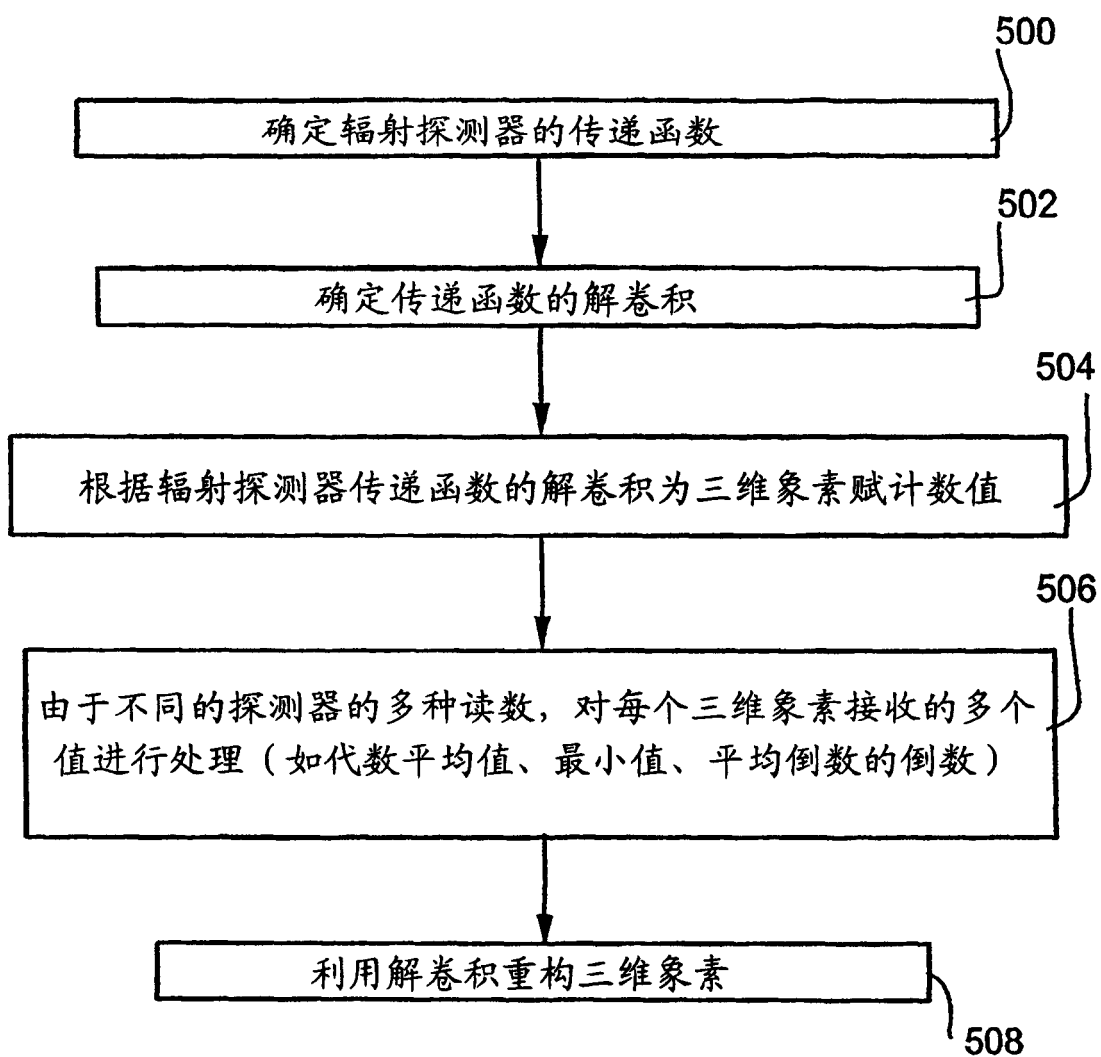 500
确定辐射探测器的传递函数
502
确定传递函数的解卷积
504
根据辐射探测器传递函数的解卷积为三维象素赋计数值
506
由于不同的探测器的多种读数，对每个三维象素接收的多个
值进行处理（如代数平均值、最小值、平均倒数的倒数）
利用解卷积重构三维象素
508